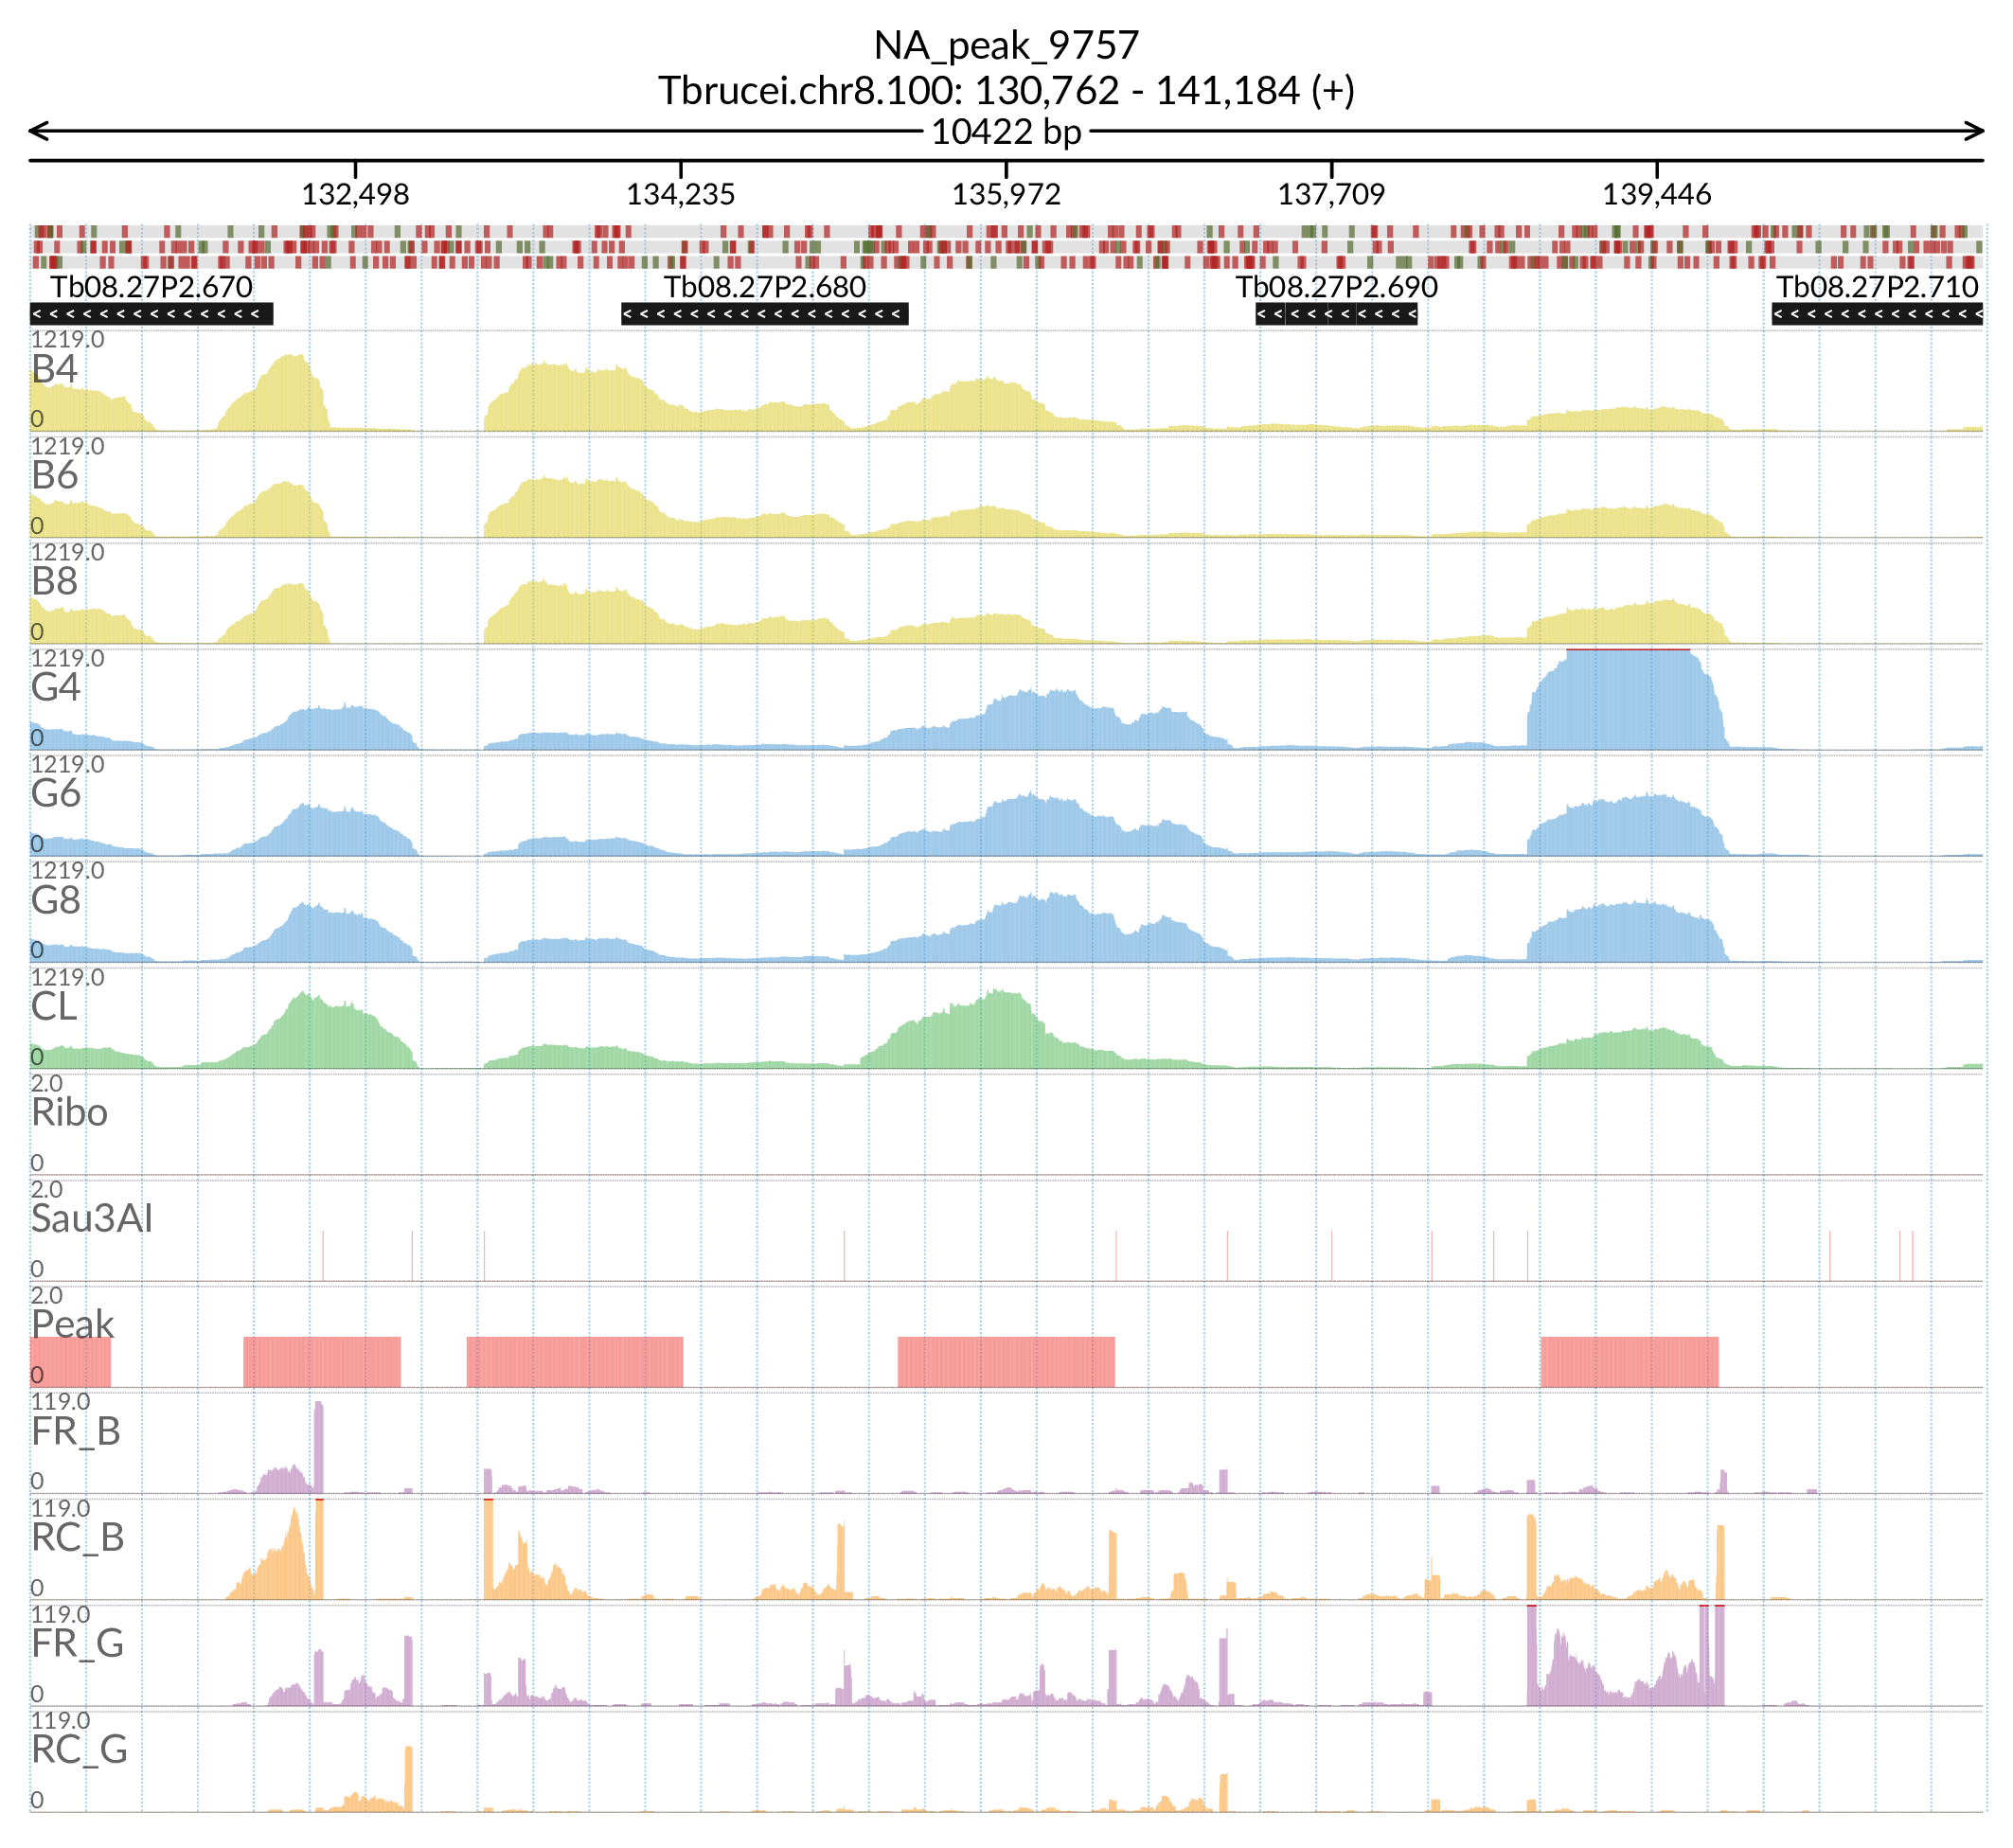 NA_peak_9757
Tbrucei.chr8.100: 130,762 - 141,184 (+)
10422 bp
132,498 134,235 135,972 137,709 139,446
Tb08.27P2.670 Tb08.27P2.680 Tb08.27P2.690 Tb08.27P2.710
1219.0
B4
0
1219.0
B6
0
1219.0
B8
0
1219.0
G4
0
1219.0
G6
0
1219.0
G8
0
1219.0
CL
0
2.0
Ribo
0
2.0
Sau3AI
0
2.0
Peak
0
119.0
FR_B
0
119.0
RC_B
0
119.0
FR_G
0
119.0
RC_G
0